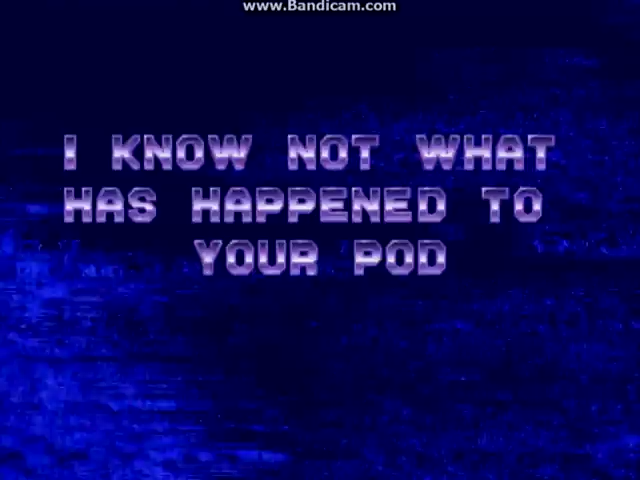 www.Bandicam.com
I KNOW NOT WHAT
HAS HAPPENED TO
YOUR POD